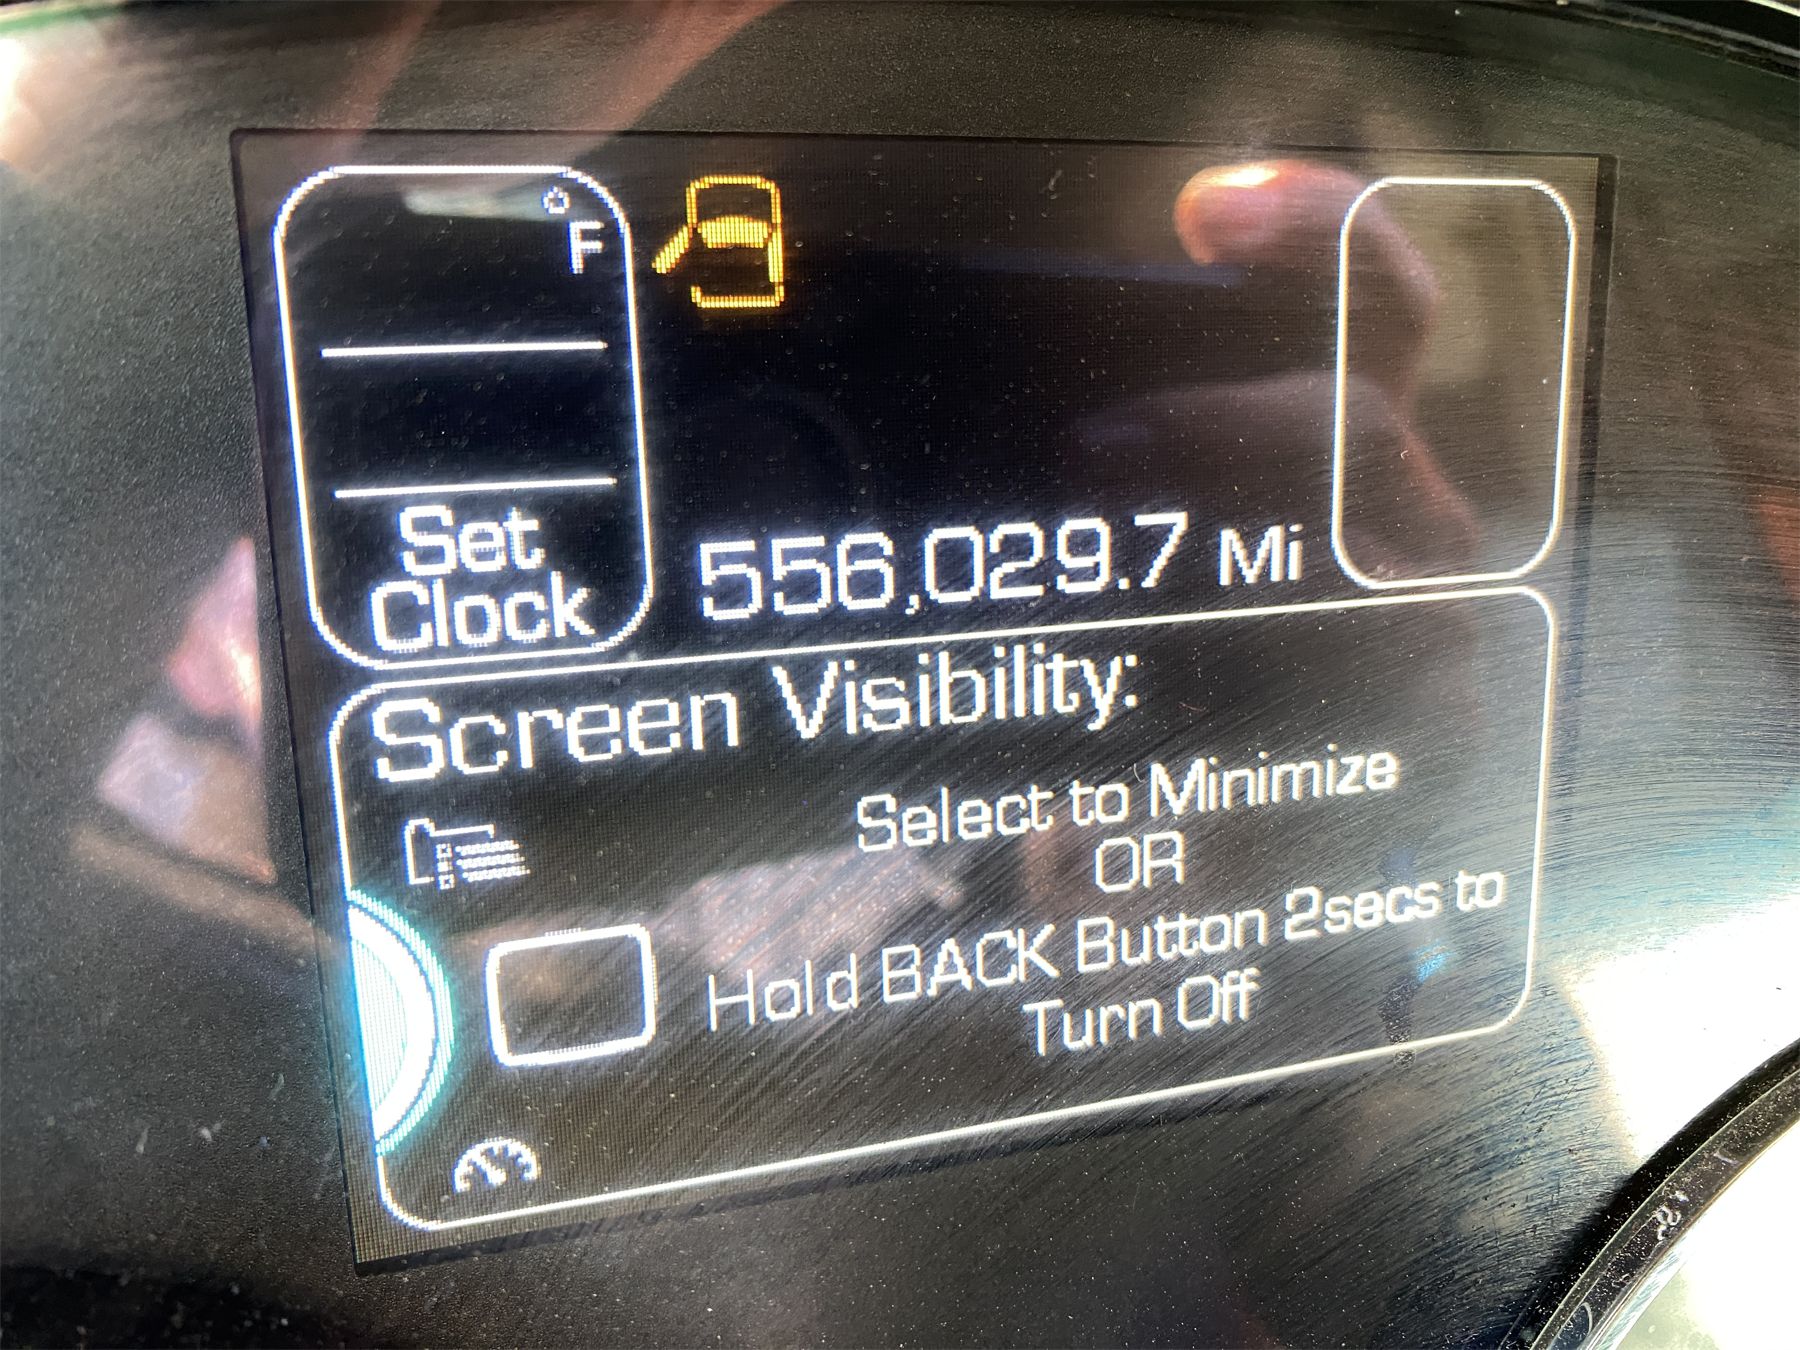 °F
Set
Clock
556,029.7 Mi
Screen Visibility:
Select to Minimize
OR
Hold BACK Button 2secs to
Turn Off